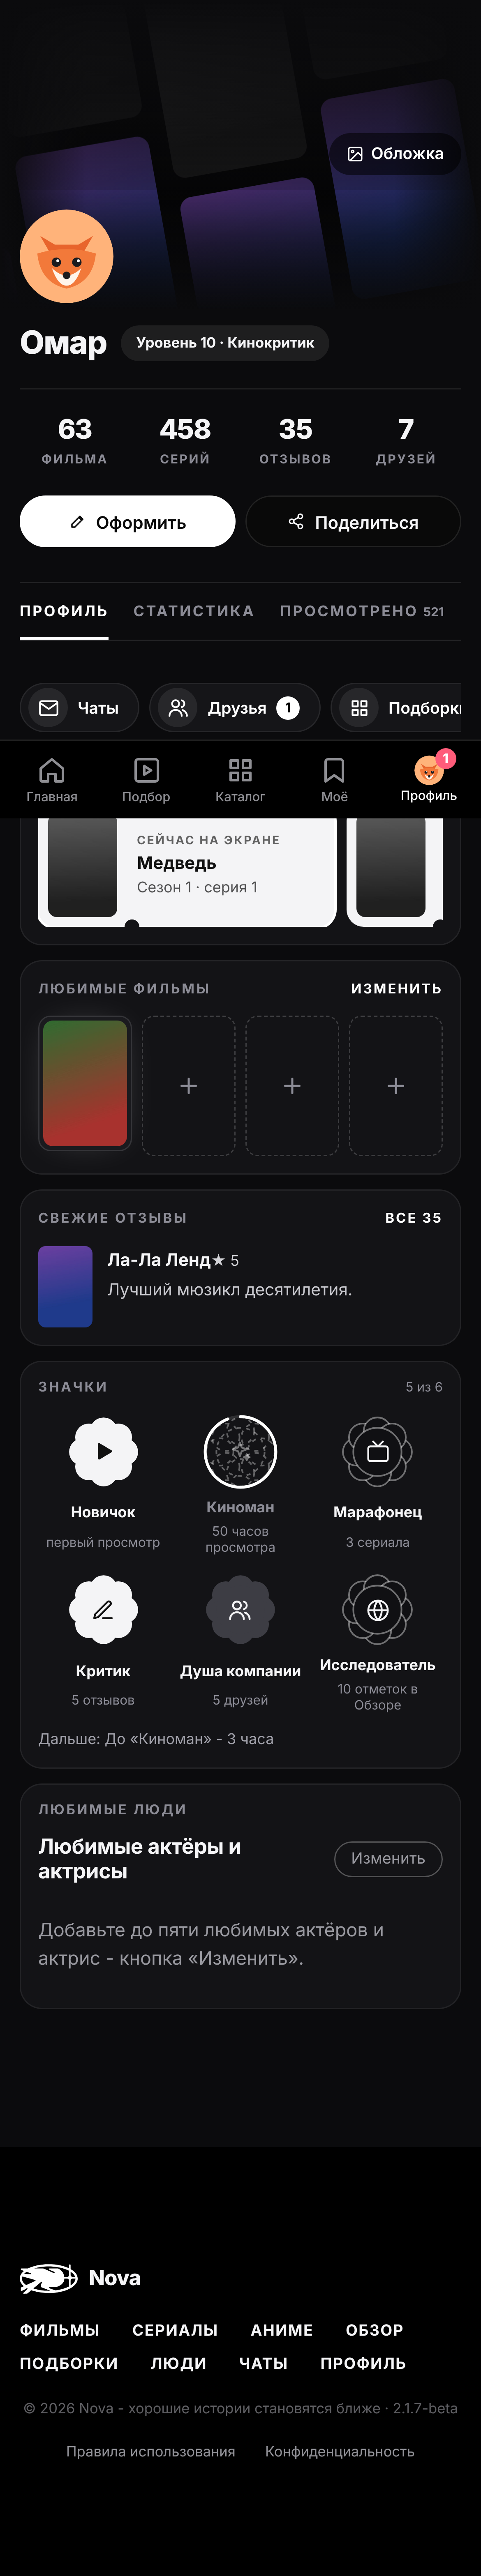 Обложка
Омар
Уровень 10 · Кинокритик
63 458 35 7
ФИЛЬМА СЕРИЙ ОТЗЫВОВ ДРУЗЕЙ
Оформить Поделиться
ПРОФИЛЬ СТАТИСТИКА ПРОСМОТРЕНО 521
Чаты Друзья 1 Подборки
1
Главная Подбор Каталог Моё Профиль
СЕЙЧАС НА ЭКРАНЕ
Медведь
Сезон 1 · серия 1
ЛЮБИМЫЕ ФИЛЬМЫ ИЗМЕНИТЬ
СВЕЖИЕ ОТЗЫВЫ ВСЕ 35
Ла-Ла Ленд★ 5
Лучший мюзикл десятилетия.
ЗНАЧКИ 5 из 6
Новичок
первый просмотр
Киноман
50 часов
просмотра
Марафонец
3 сериала
Критик
5 отзывов
Душа компании
5 друзей
Исследователь
10 отметок в
Обзоре
Дальше: До «Киноман» - 3 часа
ЛЮБИМЫЕ ЛЮДИ
Любимые актёры и
актрисы
Изменить
Добавьте до пяти любимых актёров и
актрис - кнопка «Изменить».
Nova
ФИЛЬМЫ СЕРИАЛЫ АНИМЕ ОБЗОР
ПОДБОРКИ ЛЮДИ ЧАТЫ ПРОФИЛЬ
© 2026 Nova - хорошие истории становятся ближе · 2.1.7-beta
Правила использования Конфиденциальность